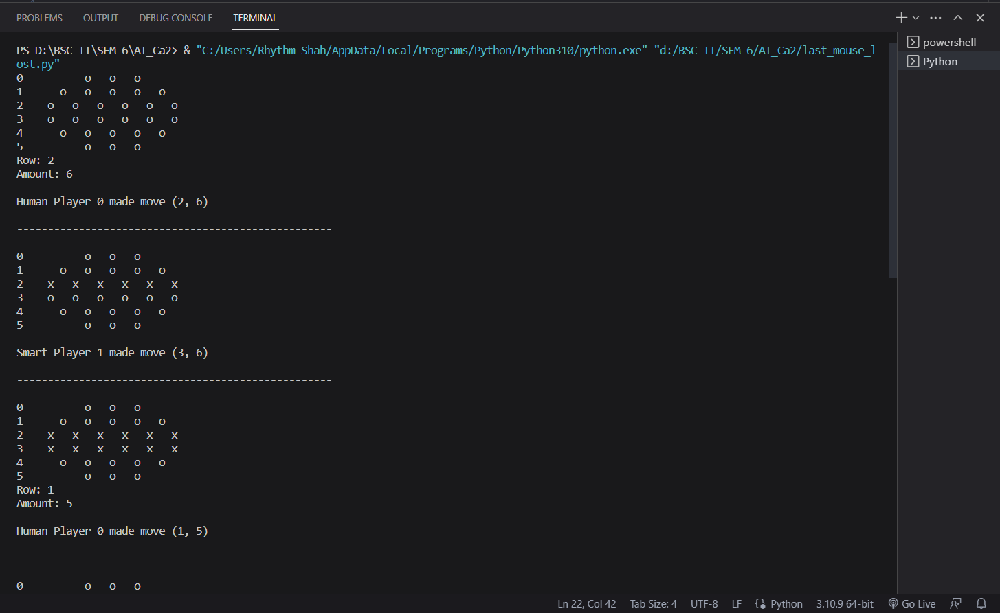 PROBLEMS OUTPUT DEBUG CONSOLE TERMINAL
powershell
Python
PS D:\BSC IT\SEM 6\AI_Ca2> & "C:/Users/Rhythm Shah/AppData/Local/Programs/Python/Python310/python.exe" "d:/BSC IT/SEM 6/AI_Ca2/last_mouse_l
ost.py"
0          o   o   o
1      o   o   o   o   o
2    o   o   o   o   o   o
3    o   o   o   o   o   o
4      o   o   o   o   o
5          o   o   o
Row: 2
Amount: 6
Human Player 0 made move (2, 6)
---------------------------------------------------
0          o   o   o
1      o   o   o   o   o
2    x   x   x   x   x   x
3    o   o   o   o   o   o
4      o   o   o   o   o
5          o   o   o
Smart Player 1 made move (3, 6)
---------------------------------------------------
0          o   o   o
1      o   o   o   o   o
2    x   x   x   x   x   x
3    x   x   x   x   x   x
4      o   o   o   o   o
5          o   o   o
Row: 1
Amount: 5
Human Player 0 made move (1, 5)
---------------------------------------------------
0          o   o   o
Ln 22, Col 42 Tab Size: 4 UTF-8 LF Python 3.10.9 64-bit Go Live